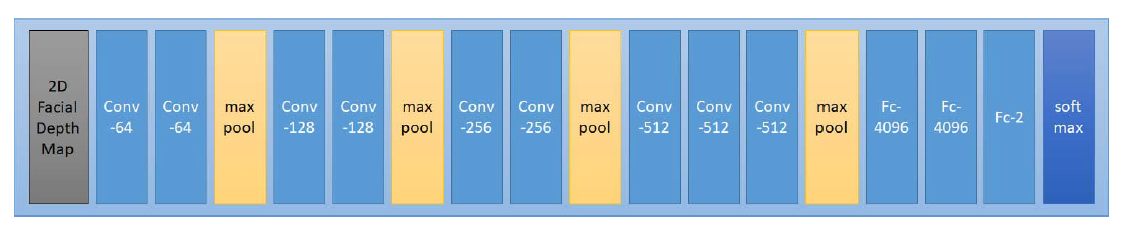 2D
Facial
Depth
Map
Conv
-64
Conv
-64
max
pool
Conv
-128
Conv
-128
max
pool
Conv
-256
Conv
-256
max
pool
Conv
-512
Conv
-512
Conv
-512
max
pool
Fc-
4096
Fc-
4096
Fc-2
soft
max